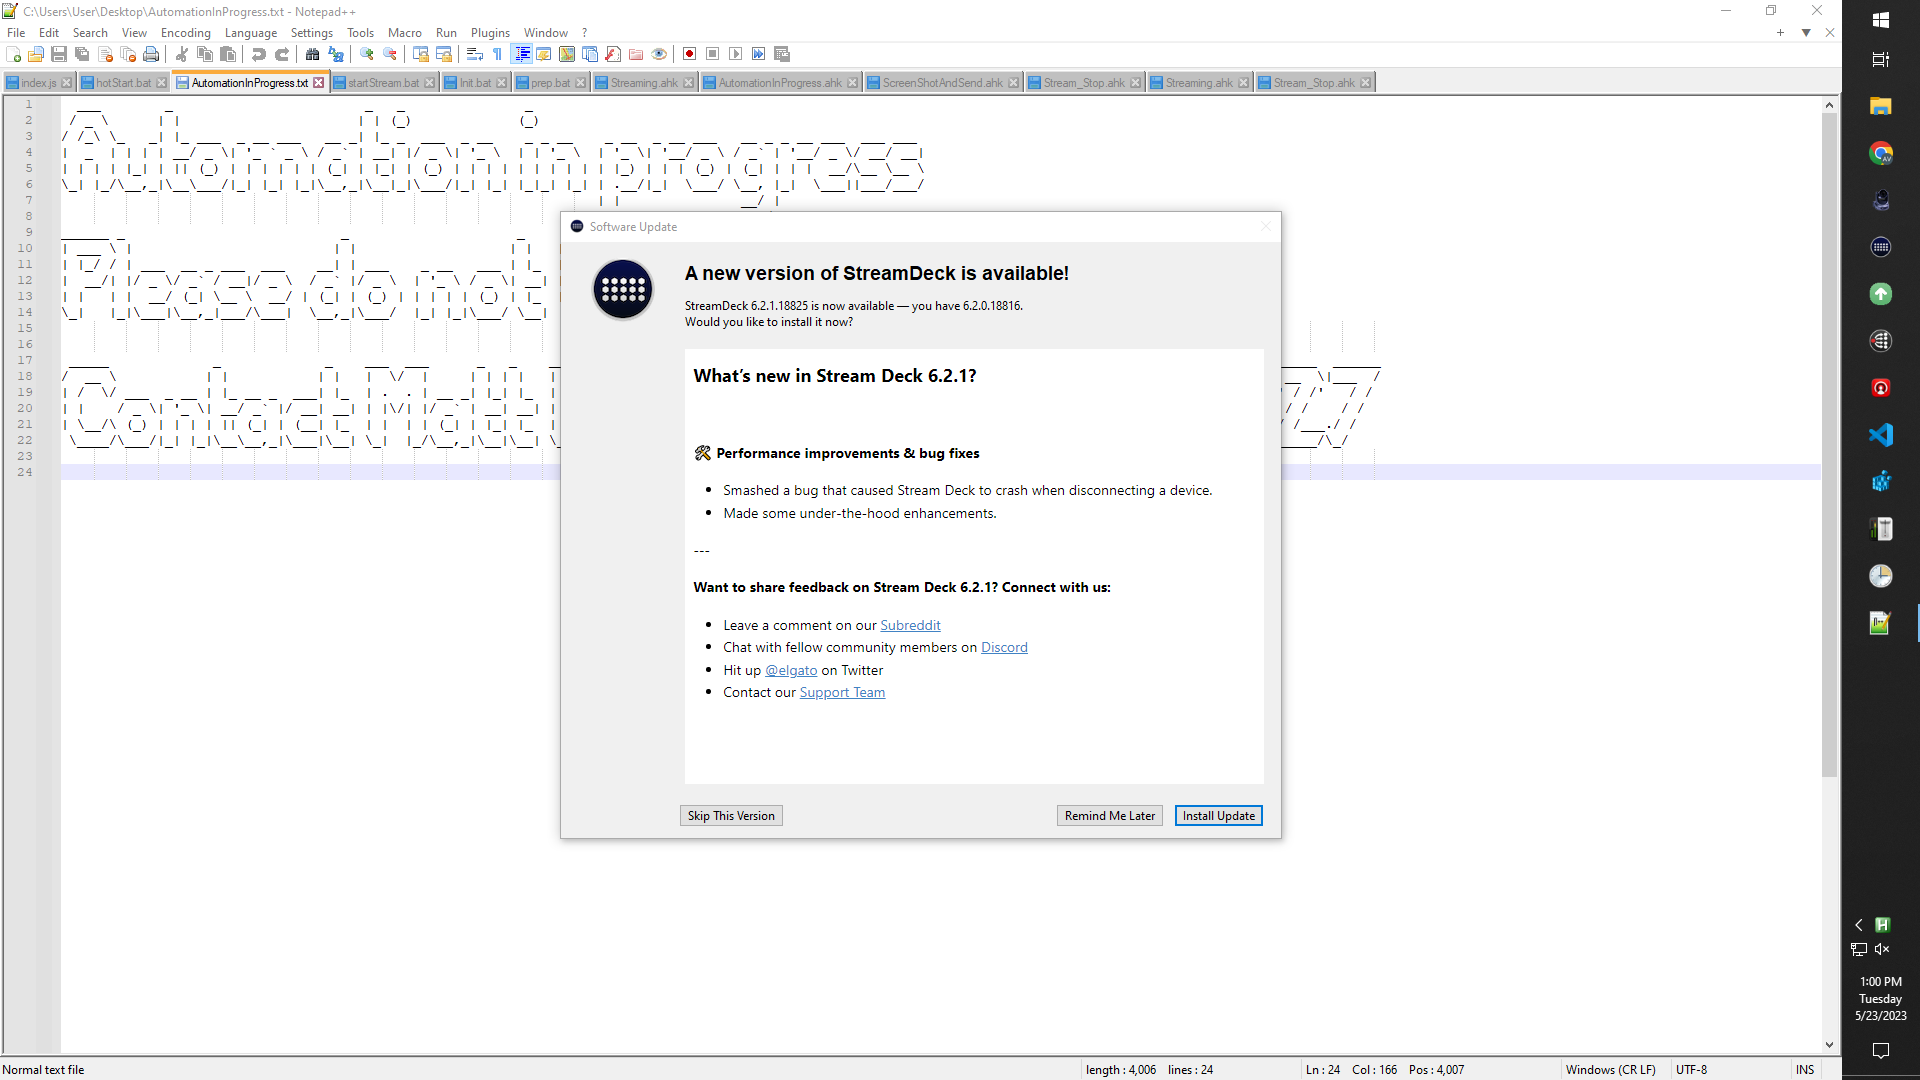 C:\Users\User\Desktop\AutomationInProgress.txt - Notepad++
File Edit Search View Encoding Language Settings Tools Macro Run Plugins Window ?
index.js hotStart.bat AutomationInProgress.txt startStream.bat Init.bat prep.bat Streaming.ahk AutomationInProgress.ahk ScreenShotAndSend.ahk Stream_Stop.ahk Streaming.ahk Stream_Stop.ahk
1
2
3
4
5
6
7
8
9
10
11
12
13
14
15
16
17
18
19
20
21
22
23
24
Automation in progress
Please do not
Contact Matt
27
Software Update
A new version of StreamDeck is available!
StreamDeck 6.2.1.18825 is now available — you have 6.2.0.18816.
Would you like to install it now?
What's new in Stream Deck 6.2.1?
🛠 Performance improvements & bug fixes
• Smashed a bug that caused Stream Deck to crash when disconnecting a device.
• Made some under-the-hood enhancements.
---
Want to share feedback on Stream Deck 6.2.1? Connect with us:
• Leave a comment on our Subreddit
• Chat with fellow community members on Discord
• Hit up @elgato on Twitter
• Contact our Support Team
Skip This Version Remind Me Later Install Update
1:00 PM
Tuesday
5/23/2023
Normal text file length : 4,006 lines : 24 Ln : 24 Col : 166 Pos : 4,007 Windows (CR LF) UTF-8 INS